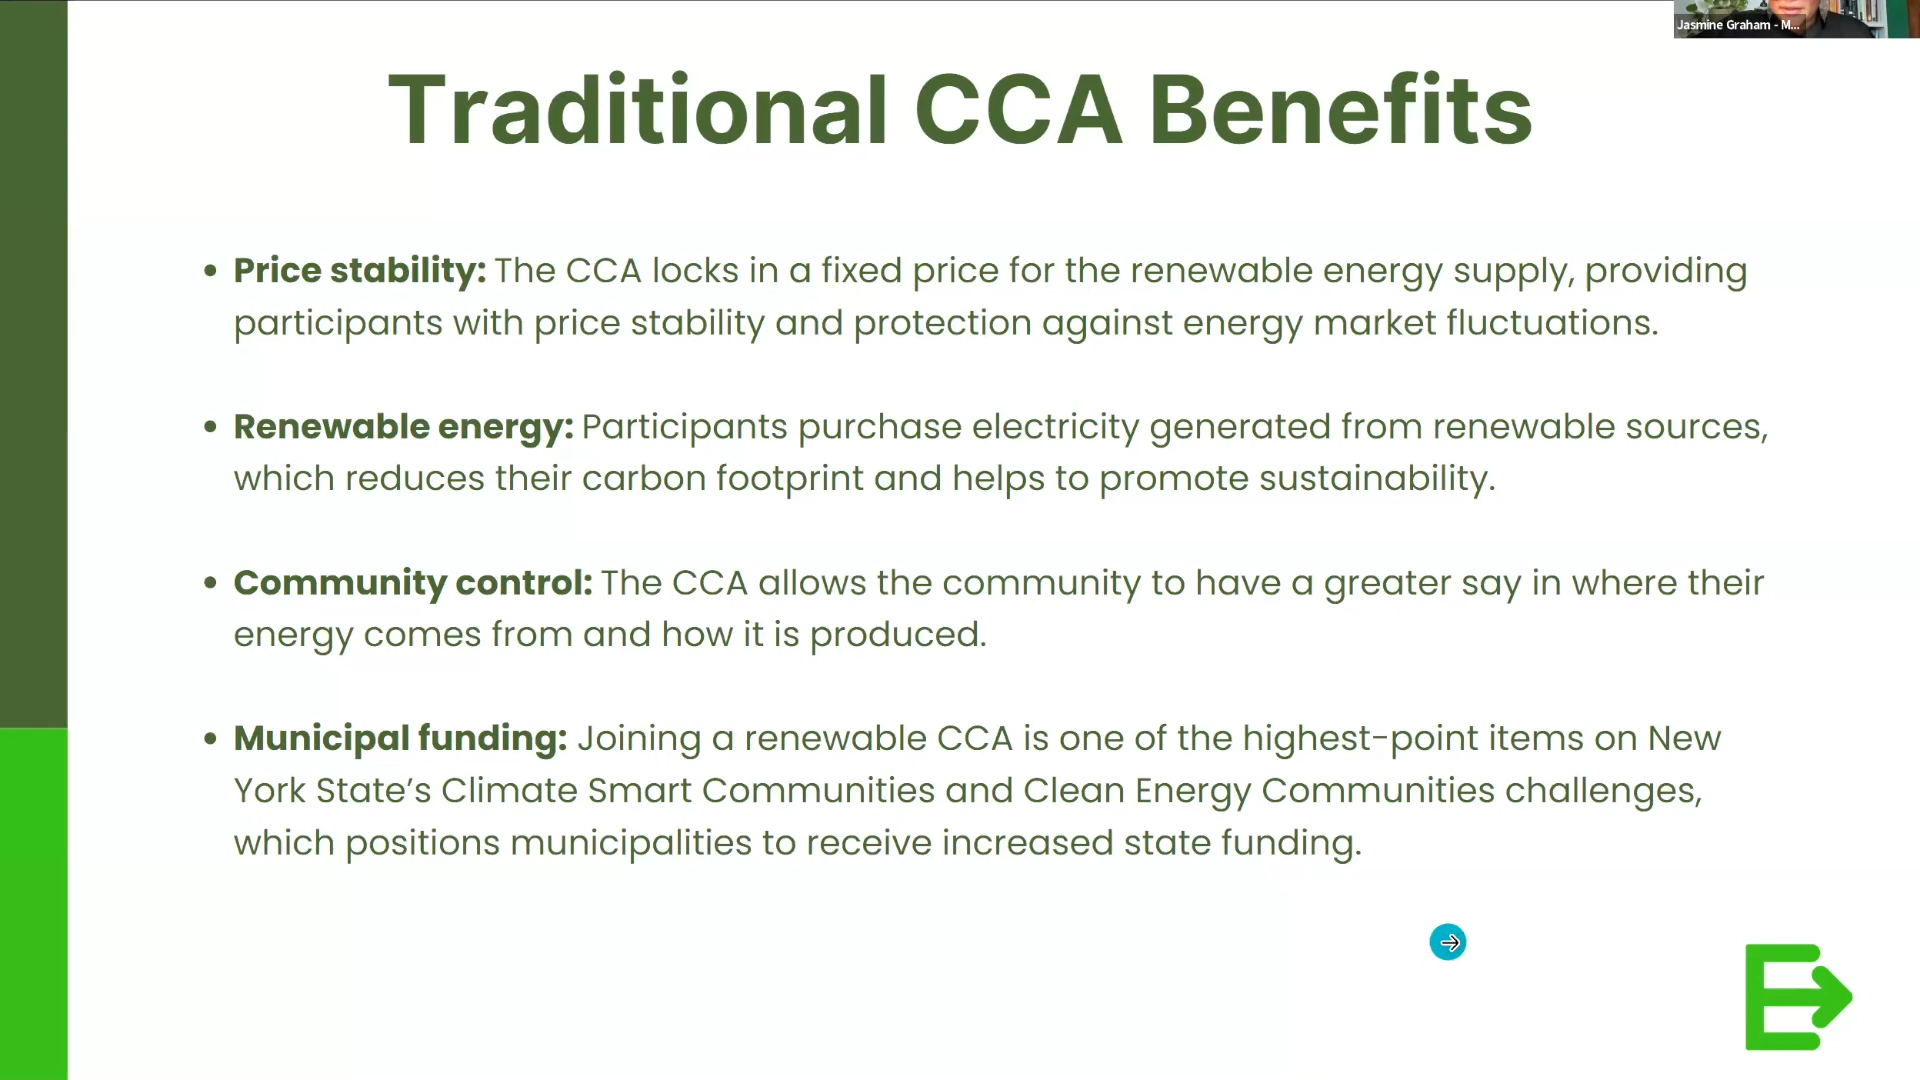 Jasmine Graham - M...
Traditional CCA Benefits
• Price stability: The CCA locks in a fixed price for the renewable energy supply, providing
participants with price stability and protection against energy market fluctuations.
• Renewable energy: Participants purchase electricity generated from renewable sources,
which reduces their carbon footprint and helps to promote sustainability.
• Community control: The CCA allows the community to have a greater say in where their
energy comes from and how it is produced.
• Municipal funding: Joining a renewable CCA is one of the highest-point items on New
York State’s Climate Smart Communities and Clean Energy Communities challenges,
which positions municipalities to receive increased state funding.